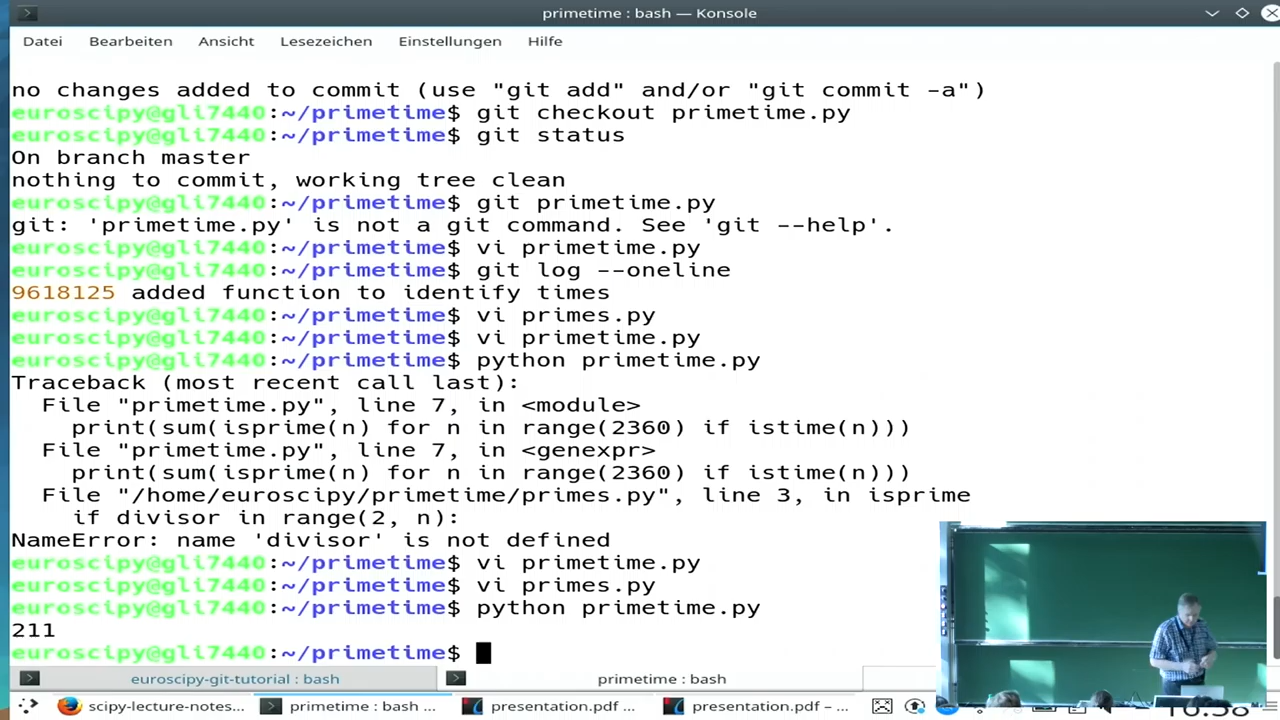 primetime : bash — Konsole
Datei Bearbeiten Ansicht Lesezeichen Einstellungen Hilfe
no changes added to commit (use "git add" and/or "git commit -a")
euroscipy@gli7440:~/primetime$ git checkout primetime.py
euroscipy@gli7440:~/primetime$ git status
On branch master
nothing to commit, working tree clean
euroscipy@gli7440:~/primetime$ git primetime.py
git: 'primetime.py' is not a git command. See 'git --help'.
euroscipy@gli7440:~/primetime$ vi primetime.py
euroscipy@gli7440:~/primetime$ git log --oneline
9618125 added function to identify times
euroscipy@gli7440:~/primetime$ vi primes.py
euroscipy@gli7440:~/primetime$ vi primetime.py
euroscipy@gli7440:~/primetime$ python primetime.py
Traceback (most recent call last):
File "primetime.py", line 7, in <module>
print(sum(isprime(n) for n in range(2360) if istime(n)))
File "primetime.py", line 7, in <genexpr>
print(sum(isprime(n) for n in range(2360) if istime(n)))
File "/home/euroscipy/primetime/primes.py", line 3, in isprime
if divisor in range(2, n):
NameError: name 'divisor' is not defined
euroscipy@gli7440:~/primetime$ vi primetime.py
euroscipy@gli7440:~/primetime$ vi primes.py
euroscipy@gli7440:~/primetime$ python primetime.py
211
euroscipy@gli7440:~/primetime$
euroscipy-git-tutorial : bash primetime : bash
scipy-lecture-notes... primetime : bash ... presentation.pdf ... presentation.pdf – ...